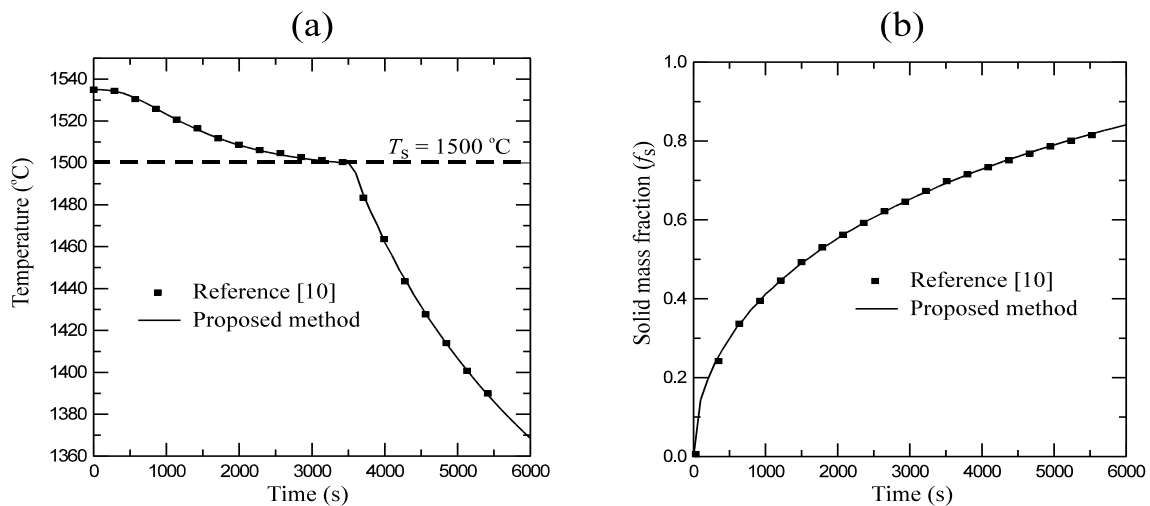 (a)
1540
1520
1500
1480
1460
1440
1420
1400
1380
1360
Temperature (°C)
Ts = 1500 °C
Reference [10]
Proposed method
0 1000 2000 3000 4000 5000 6000
Time (s)
(b)
1.0
0.8
0.6
0.4
0.2
0.0
Solid mass fraction (fs)
Reference [10]
Proposed method
0 1000 2000 3000 4000 5000 6000
Time (s)